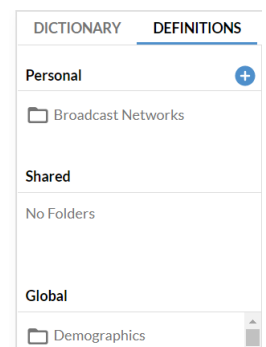 DICTIONARY DEFINITIONS
Personal
Broadcast Networks
Shared
No Folders
Global
Demographics